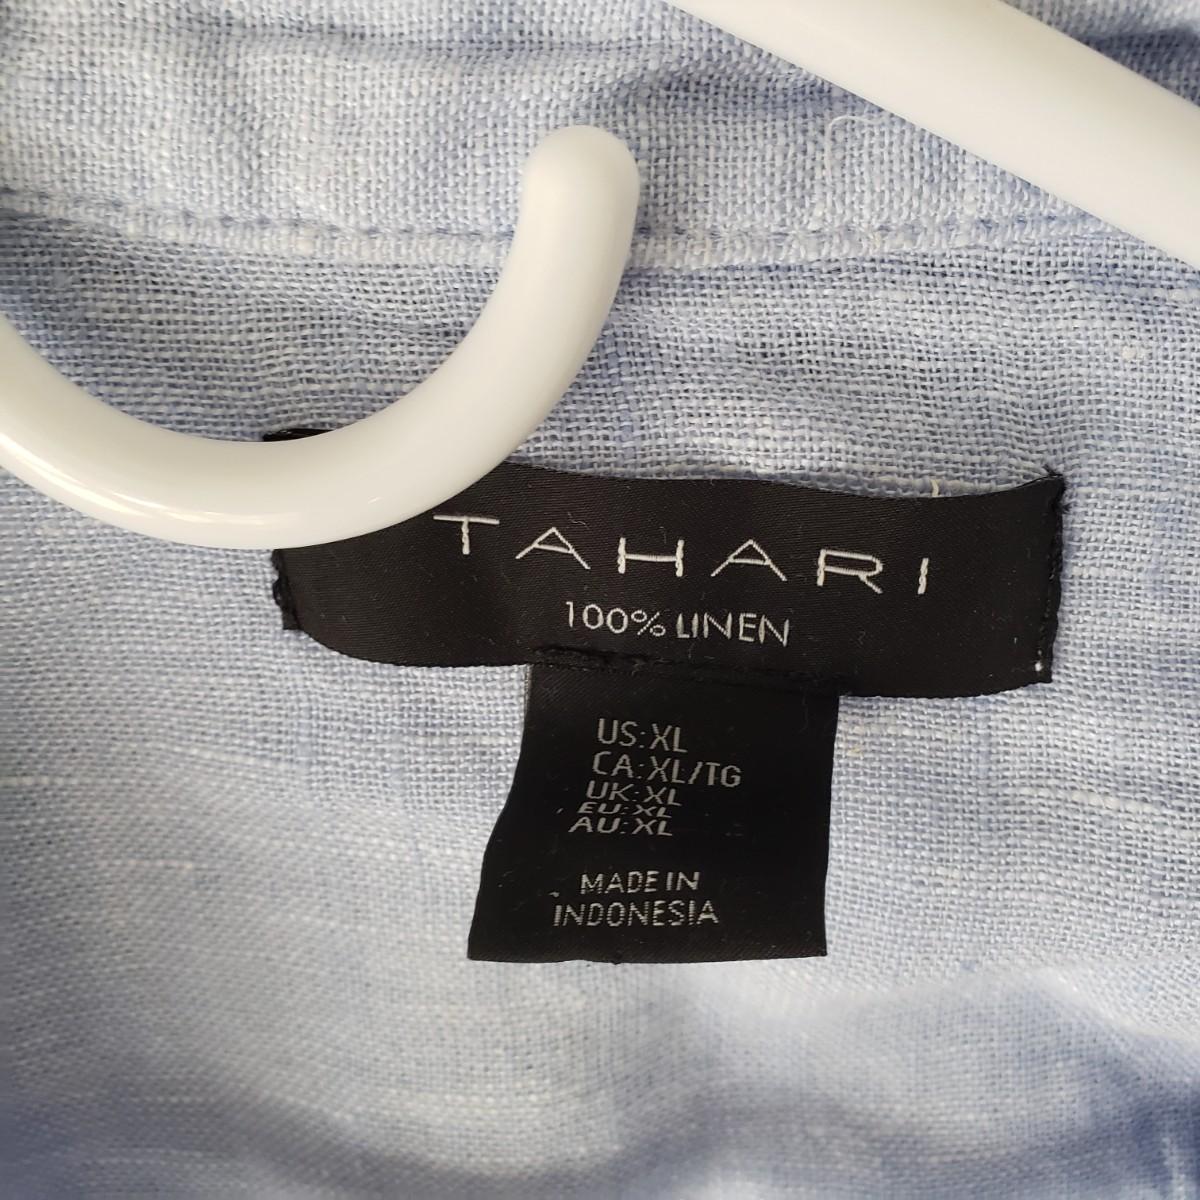 TAHARI
100% LINEN
US:XL
CA:XL/TG
UK:XL
EU:XL
AU:XL
MADE IN
INDONESIA